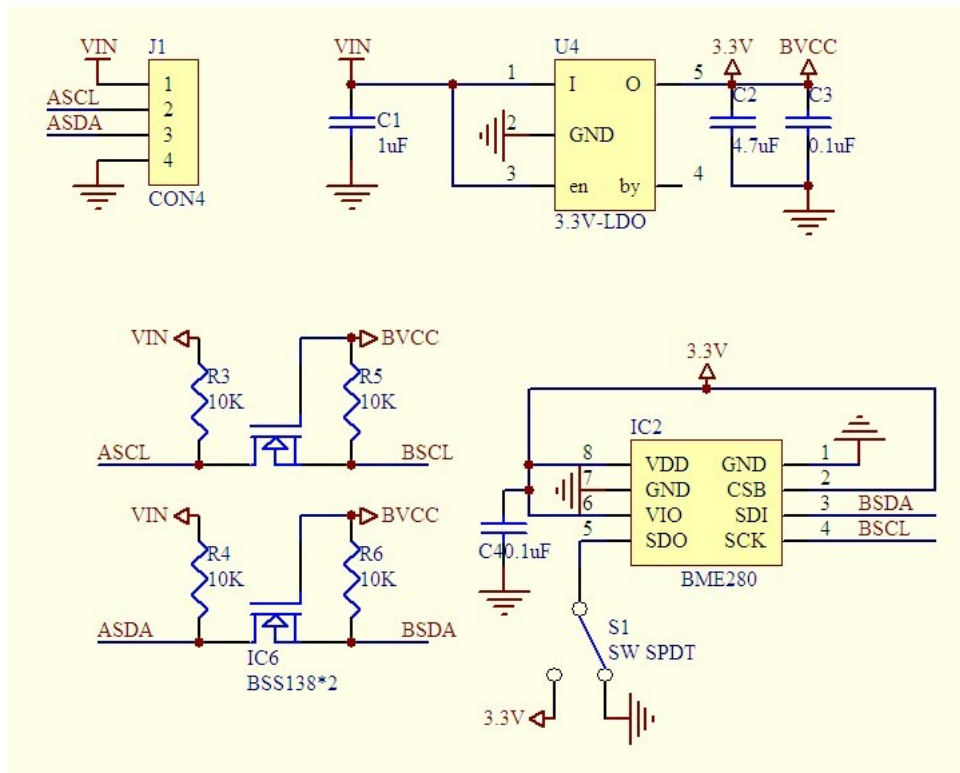 VIN
J1
1
ASCL
2
ASDA
3
4
CON4
VIN
C1
1uF
U4
1
I
O
5
2
GND
3
en
by
4
3.3V-LDO
3.3V
BVCC
C2
C3
4.7uF
0.1uF
VIN
BVCC
R3
10K
R5
10K
ASCL
BSCL
VIN
BVCC
R4
10K
R6
10K
ASDA
BSDA
IC6
BSS138*2
3.3V
IC2
8
VDD
GND
1
7
GND
CSB
2
6
VIO
SDI
3
BSDA
5
SDO
SCK
4
BSCL
C4
0.1uF
BME280
S1
SW SPDT
3.3V